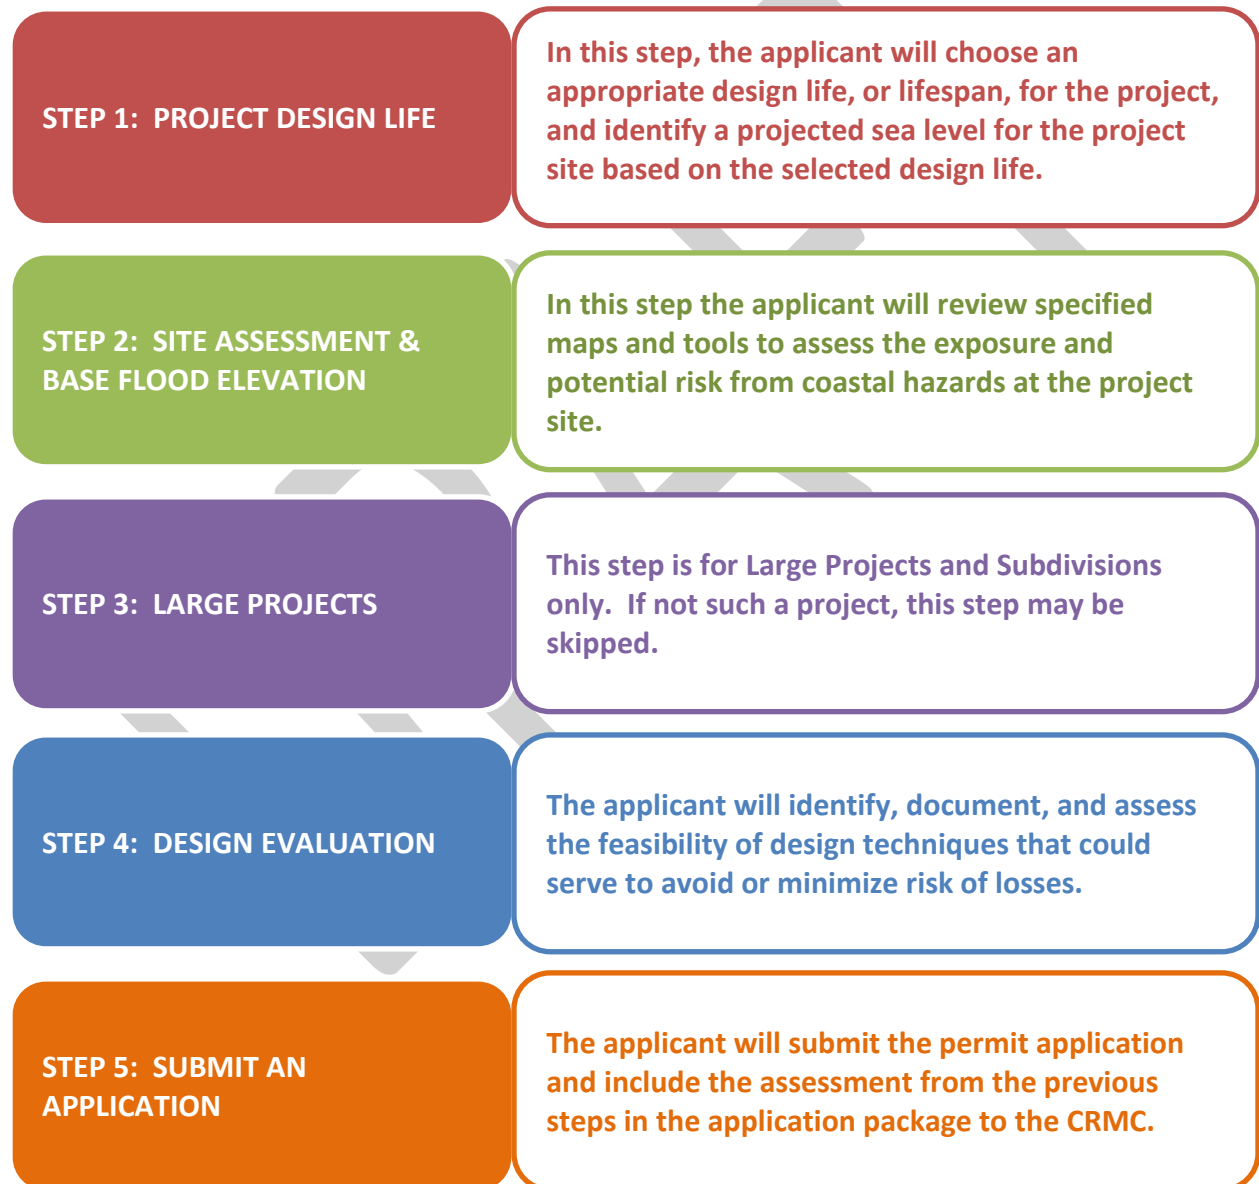 STEP 1:  PROJECT DESIGN LIFE
In this step, the applicant will choose an
appropriate design life, or lifespan, for the project,
and identify a projected sea level for the project
site based on the selected design life.
STEP 2:  SITE ASSESSMENT &
BASE FLOOD ELEVATION
In this step the applicant will review specified
maps and tools to assess the exposure and
potential risk from coastal hazards at the project
site.
STEP 3:  LARGE PROJECTS
This step is for Large Projects and Subdivisions
only.  If not such a project, this step may be
skipped.
STEP 4:  DESIGN EVALUATION
The applicant will identify, document, and assess
the feasibility of design techniques that could
serve to avoid or minimize risk of losses.
STEP 5:  SUBMIT AN
APPLICATION
The applicant will submit the permit application
and include the assessment from the previous
steps in the application package to the CRMC.